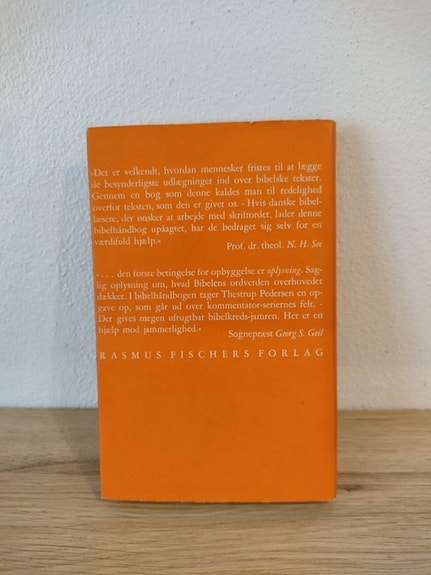 »Det er velkendt, hvordan mennesker fristes til at lægge
de besynderligste udlægninger ind over bibelske tekster.
Gennem en bog som denne kaldes man til redelighed
overfor teksten, som den er givet os. - Hvis danske bibel-
læsere, der ønsker at arbejde med skriftordet, lader denne
bibelhåndbog upåagtet, har de bedraget sig selv for en
værdifuld hjælp.«
Prof. dr. theol. N. H. Søe
». . . den første betingelse for opbyggelse er oplysning. Sag-
lig oplysning om, hvad Bibelens ordverden overhovedet
dækker. I bibelhåndbogen tager Thestrup Pedersen en op-
gave op, som går ud over kommentator-seriernes felt. -
Der gives megen ufrugtbar bibelkreds-jamren. Her er en
hjælp mod jammerlighed.«
Sognepræst Georg S. Geil
RASMUS FISCHERS FORLAG